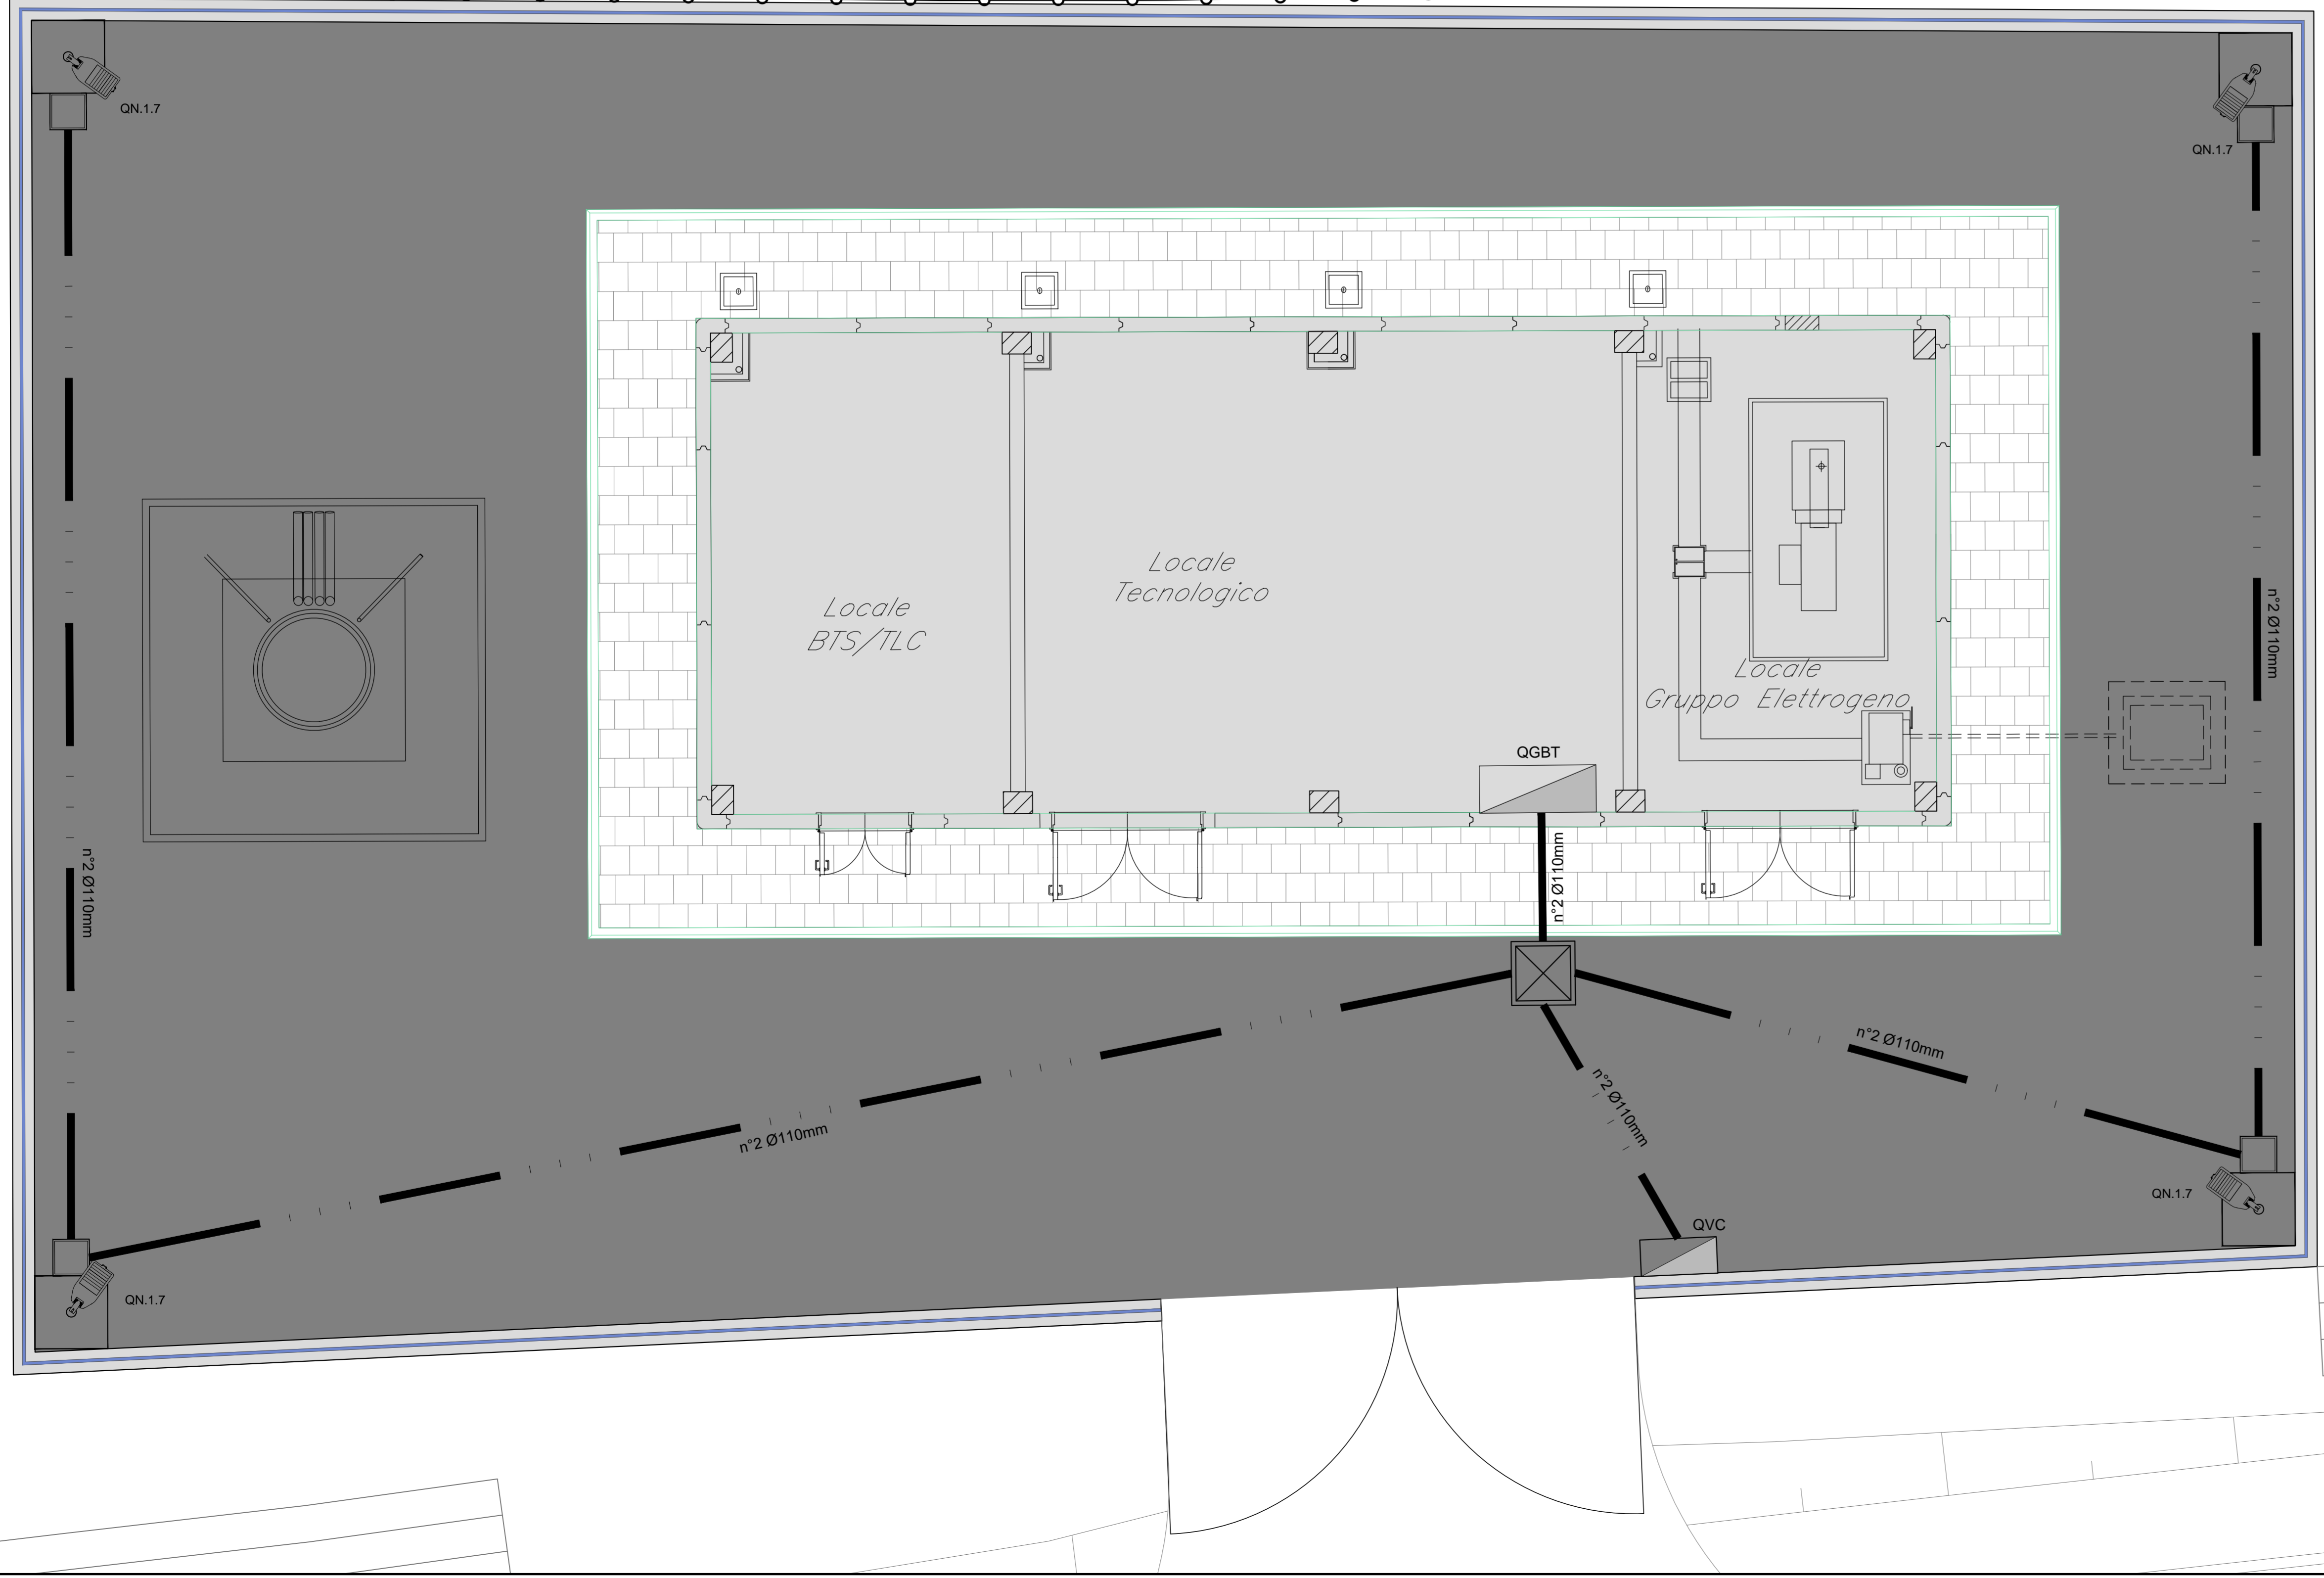 QN.1.7
QN.1.7
Locale
Tecnologico
Locale
BTS/TLC
n°2 Ø110mm
Locale
Gruppo Elettrogeno
QGBT
n°2 Ø110mm
n°2 Ø110mm
n°2 Ø110mm
n°2 Ø110mm
n°2 Ø110mm
QN.1.7
QVC
QN.1.7